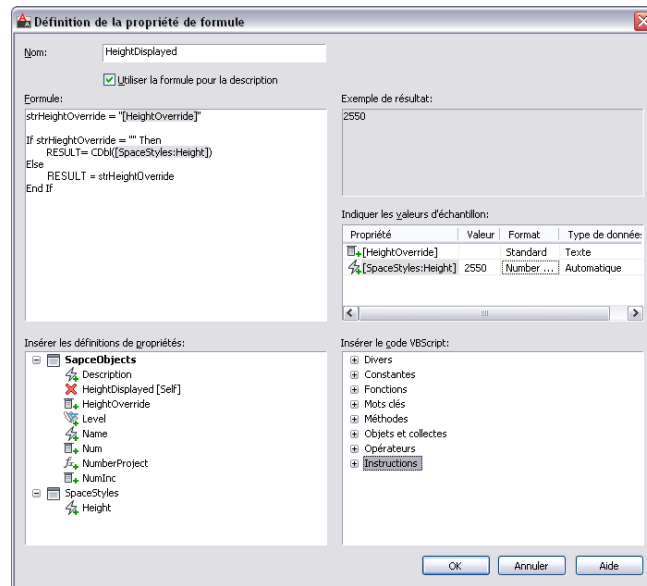 Définition de la propriété de formule
Nom:
HeightDisplayed
Utiliser la formule pour la description
Formule:
strHeightOverride = "[HeightOverride]"
If strHieghtOverride = "" Then
RESULT= CDbl([SpaceStyles:Height])
Else
RESULT = strHeightOverride
End If
Exemple de résultat:
2550
Indiquer les valeurs d'échantillon:
Propriété Valeur Format Type de donnée
[HeightOverride] Standard Texte
[SpaceStyles:Height] 2550 Number ... Automatique
Insérer les définitions de propriétés:
SapceObjects
Description
HeightDisplayed [Self]
HeightOverride
Level
Name
Num
NumberProject
NumInc
SpaceStyles
Height
Insérer le code VBScript:
Divers
Constantes
Fonctions
Mots clés
Méthodes
Objets et collectes
Opérateurs
Instructions
OK Annuler Aide